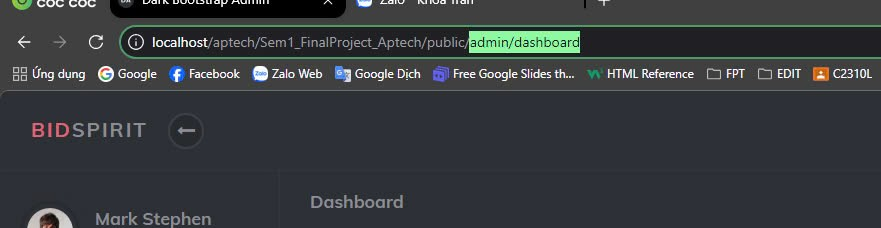 CỐC CỐC
Dark Bootstrap Admin
Zalo - Khoa Tran
localhost/aptech/Sem1_FinalProject_Aptech/public/admin/dashboard
Ứng dụng Google Facebook Zalo Web Google Dịch Free Google Slides th... HTML Reference FPT EDIT C2310L
BIDSPIRIT
Dashboard
Mark Stephen